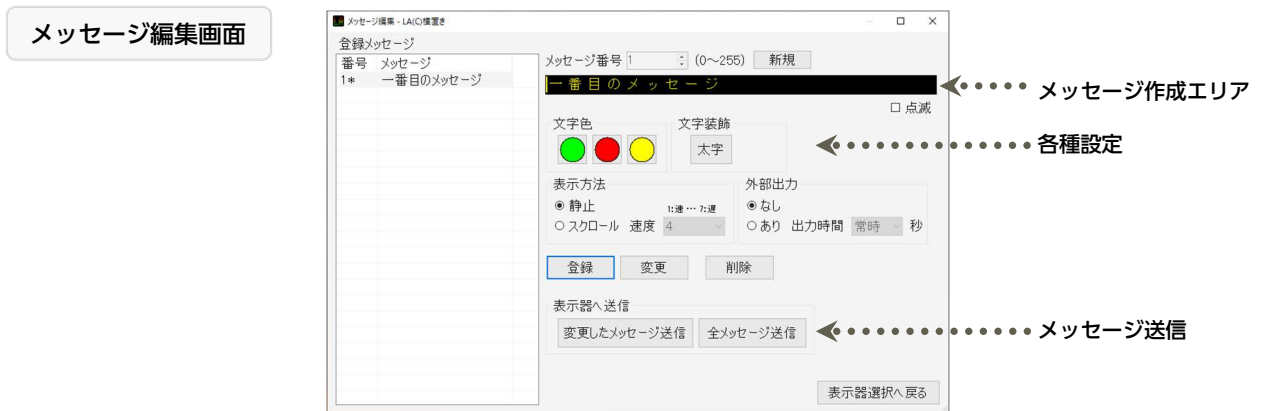 メッセージ編集画面
メッセージ編集 - LA(C)横置き
登録メッセージ
番号 メッセージ
1* 一番目のメッセージ
メッセージ番号 1 (0～255) 新規
一番目のメッセージ
点滅
文字色 文字装飾
太字
表示方法 外部出力
静止 1:速…7:遅 なし
スクロール 速度 4 あり 出力時間 常時 秒
登録 変更 削除
表示器へ送信
変更したメッセージ送信 全メッセージ送信
表示器選択へ戻る
メッセージ作成エリア
各種設定
メッセージ送信